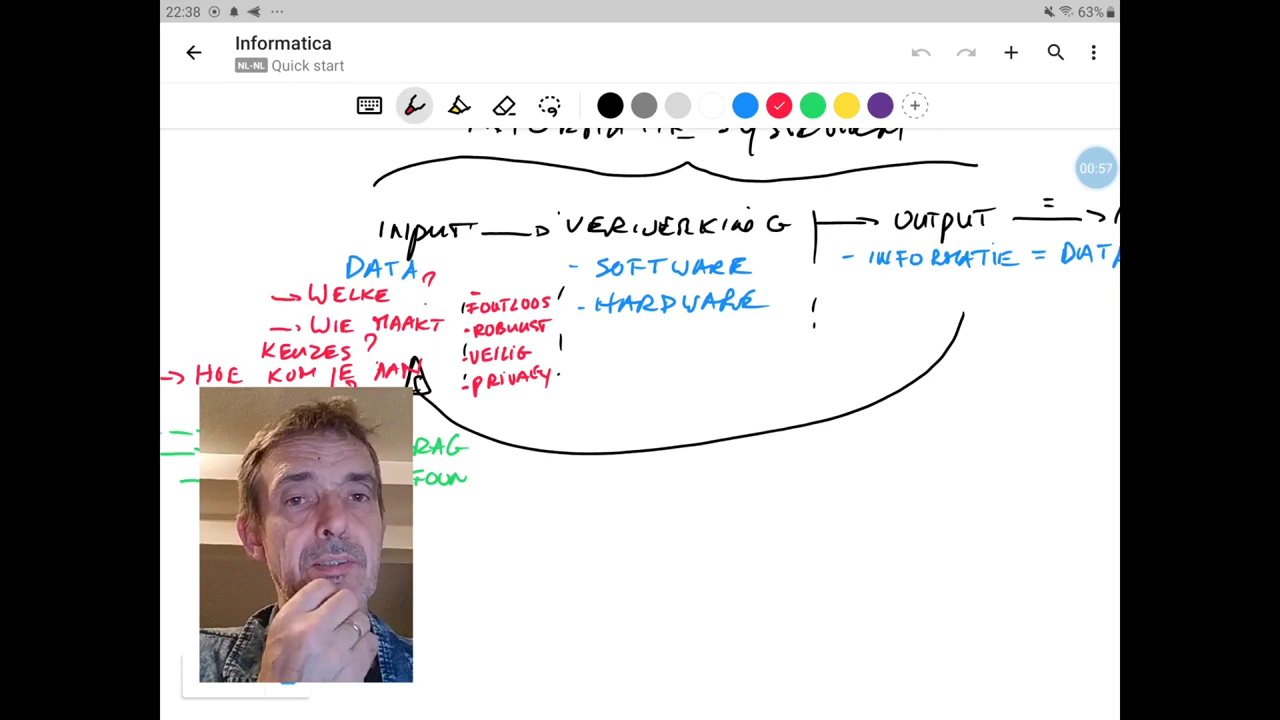 22:38
63%
Informatica
NL-NL Quick start
00:57
INPUT → VERWERKING → OUTPUT = →
DATA
- SOFTWARE
- INFORMATIE = DATA
→ WELKE ?
- HARDWARE
- FOUTLOOS
→ WIE MAAKT
- ROBUUST
KEUZES ?
- VEILIG
→ HOE KOM JE AAN
- PRIVACY